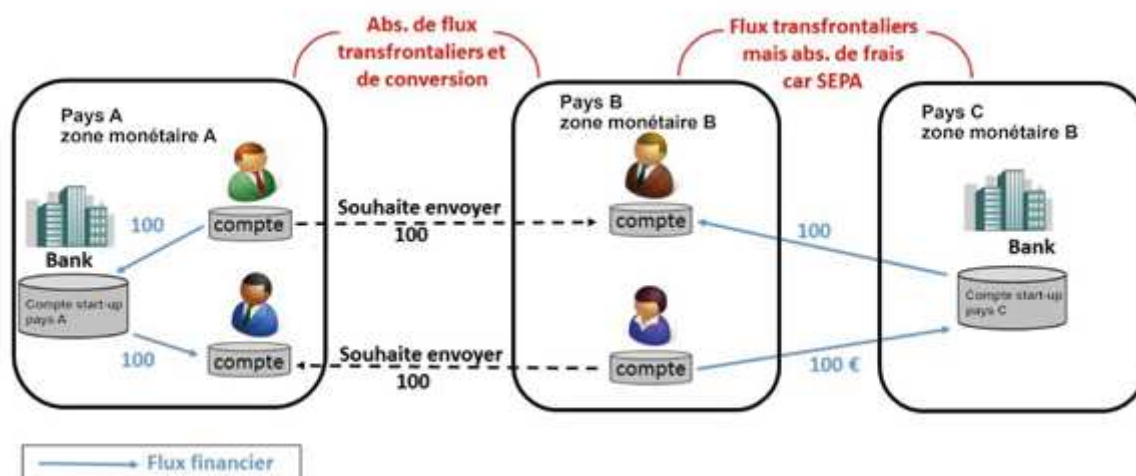 Abs. de flux
transfrontaliers et
de conversion
Flux transfrontaliers
mais abs. de frais
car SEPA
Pays A
zone monétaire A
100
compte
Bank
Compte start-up
pays A
100
compte
Souhaite envoyer
100
Souhaite envoyer
100
Pays B
zone monétaire B
compte
compte
100
100 €
Pays C
zone monétaire B
Bank
Compte start-up
pays C
Flux financier